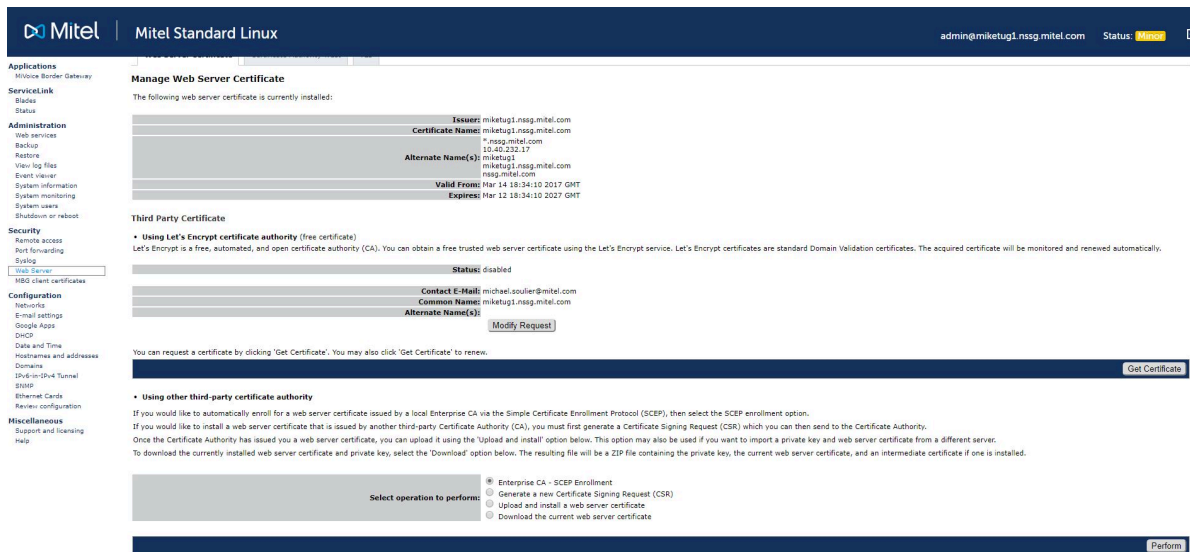 Mitel
Mitel Standard Linux
admin@miketug1.nssg.mitel.com
Status: Minor
Applications
MiVoice Border Gateway
ServiceLink
Blades
Status
Administration
Web services
Backup
Restore
View log files
Event viewer
System information
System monitoring
System users
Shutdown or reboot
Security
Remote access
Port forwarding
Syslog
Web Server
MBG client certificates
Configuration
Networks
E-mail settings
Google Apps
DHCP
Date and Time
Hostnames and addresses
Domains
IPv6-in-IPv4 Tunnel
SNMP
Ethernet Cards
Review configuration
Miscellaneous
Support and licensing
Help
Manage Web Server Certificate
The following web server certificate is currently installed:
Issuer: miketug1.nssg.mitel.com
Certificate Name: miketug1.nssg.mitel.com
*.nssg.mitel.com
10.40.232.17
Alternate Name(s): miketug1
miketug1.nssg.mitel.com
nssg.mitel.com
Valid From: Mar 14 18:34:10 2017 GMT
Expires: Mar 12 18:34:10 2027 GMT
Third Party Certificate
• Using Let's Encrypt certificate authority (free certificate)
Let's Encrypt is a free, automated, and open certificate authority (CA). You can obtain a free trusted web server certificate using the Let's Encrypt service. Let's Encrypt certificates are standard Domain Validation certificates. The acquired certificate will be monitored and renewed automatically.
Status: disabled
Contact E-Mail: michael.soulier@mitel.com
Common Name: miketug1.nssg.mitel.com
Alternate Name(s):
Modify Request
You can request a certificate by clicking 'Get Certificate'. You may also click 'Get Certificate' to renew.
Get Certificate
• Using other third-party certificate authority
If you would like to automatically enroll for a web server certificate issued by a local Enterprise CA via the Simple Certificate Enrollment Protocol (SCEP), then select the SCEP enrollment option.
If you would like to install a web server certificate that is issued by another third-party Certificate Authority (CA), you must first generate a Certificate Signing Request (CSR) which you can then send to the Certificate Authority.
Once the Certificate Authority has issued you a web server certificate, you can upload it using the 'Upload and install' option below. This option may also be used if you want to import a private key and web server certificate from a different server.
To download the currently installed web server certificate and private key, select the 'Download' option below. The resulting file will be a ZIP file containing the private key, the current web server certificate, and an intermediate certificate if one is installed.
Select operation to perform:
Enterprise CA - SCEP Enrollment
Generate a new Certificate Signing Request (CSR)
Upload and install a web server certificate
Download the current web server certificate
Perform